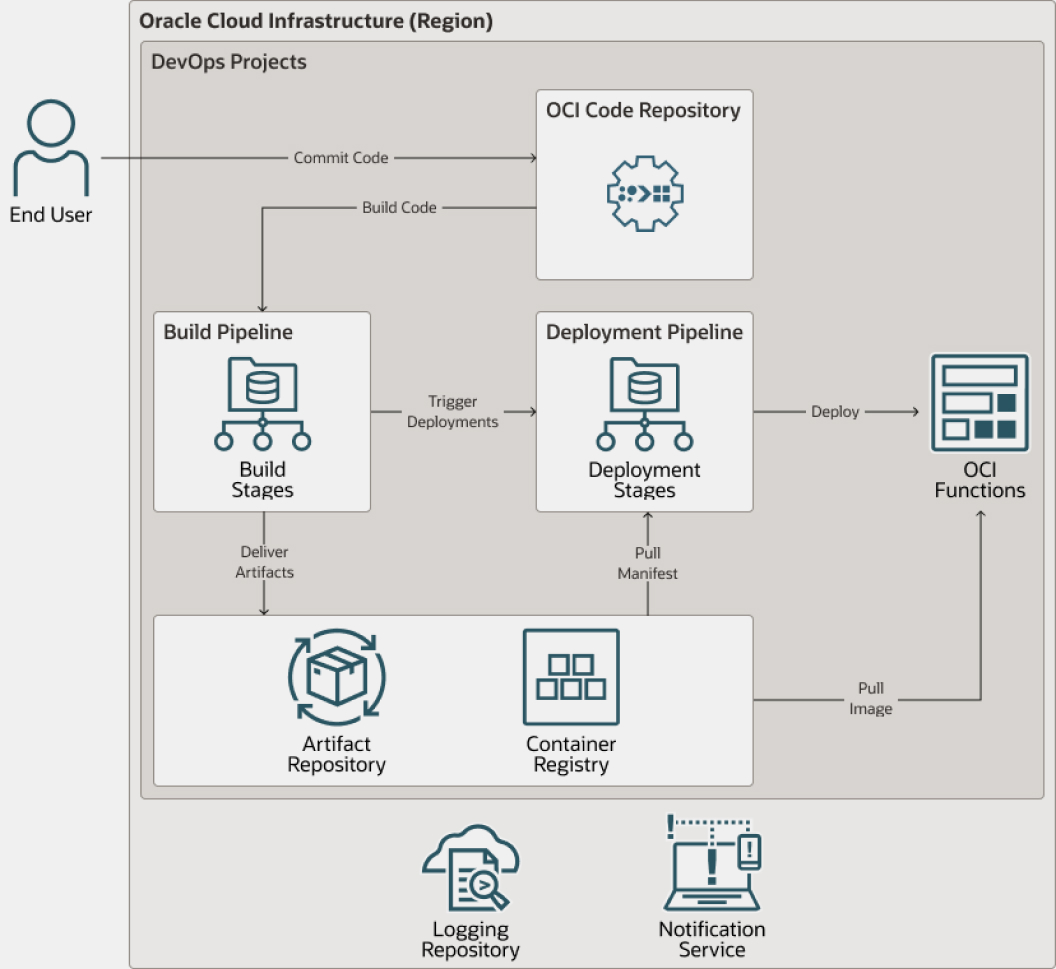 Oracle Cloud Infrastructure (Region)
DevOps Projects
OCI Code Repository
Commit Code
End User
Build Code
Build Pipeline
Deployment Pipeline
Trigger
Deployments
Deploy
Build
Stages
Deployment
Stages
OCI
Functions
Deliver
Artifacts
Pull
Manifest
Pull
Image
Artifact
Repository
Container
Registry
Logging
Repository
Notification
Service